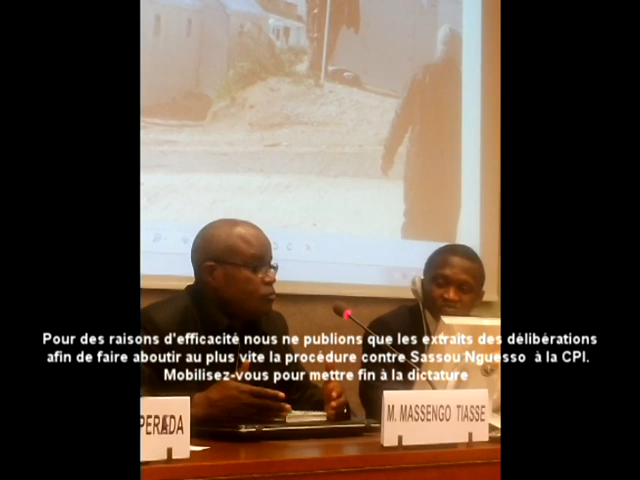 Pour des raisons d'efficacité nous ne publions que les extraits des délibérations
afin de faire aboutir au plus vite la procédure contre Sassou Nguesso à la CPI.
Mobilisez-vous pour mettre fin à la dictature
PERADA
M. MASSENGO TIASSE